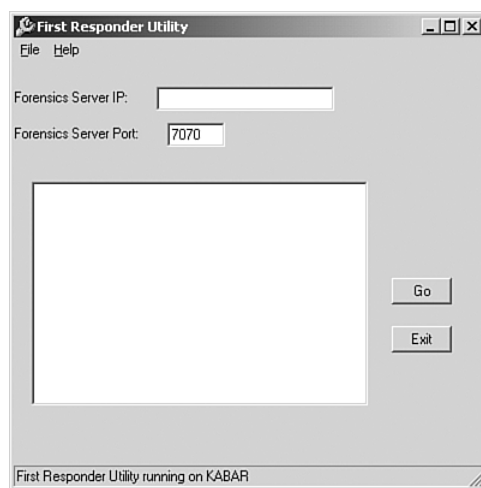 First Responder Utility
File Help
Forensics Server IP:
Forensics Server Port: 7070
Go
Exit
First Responder Utility running on KABAR